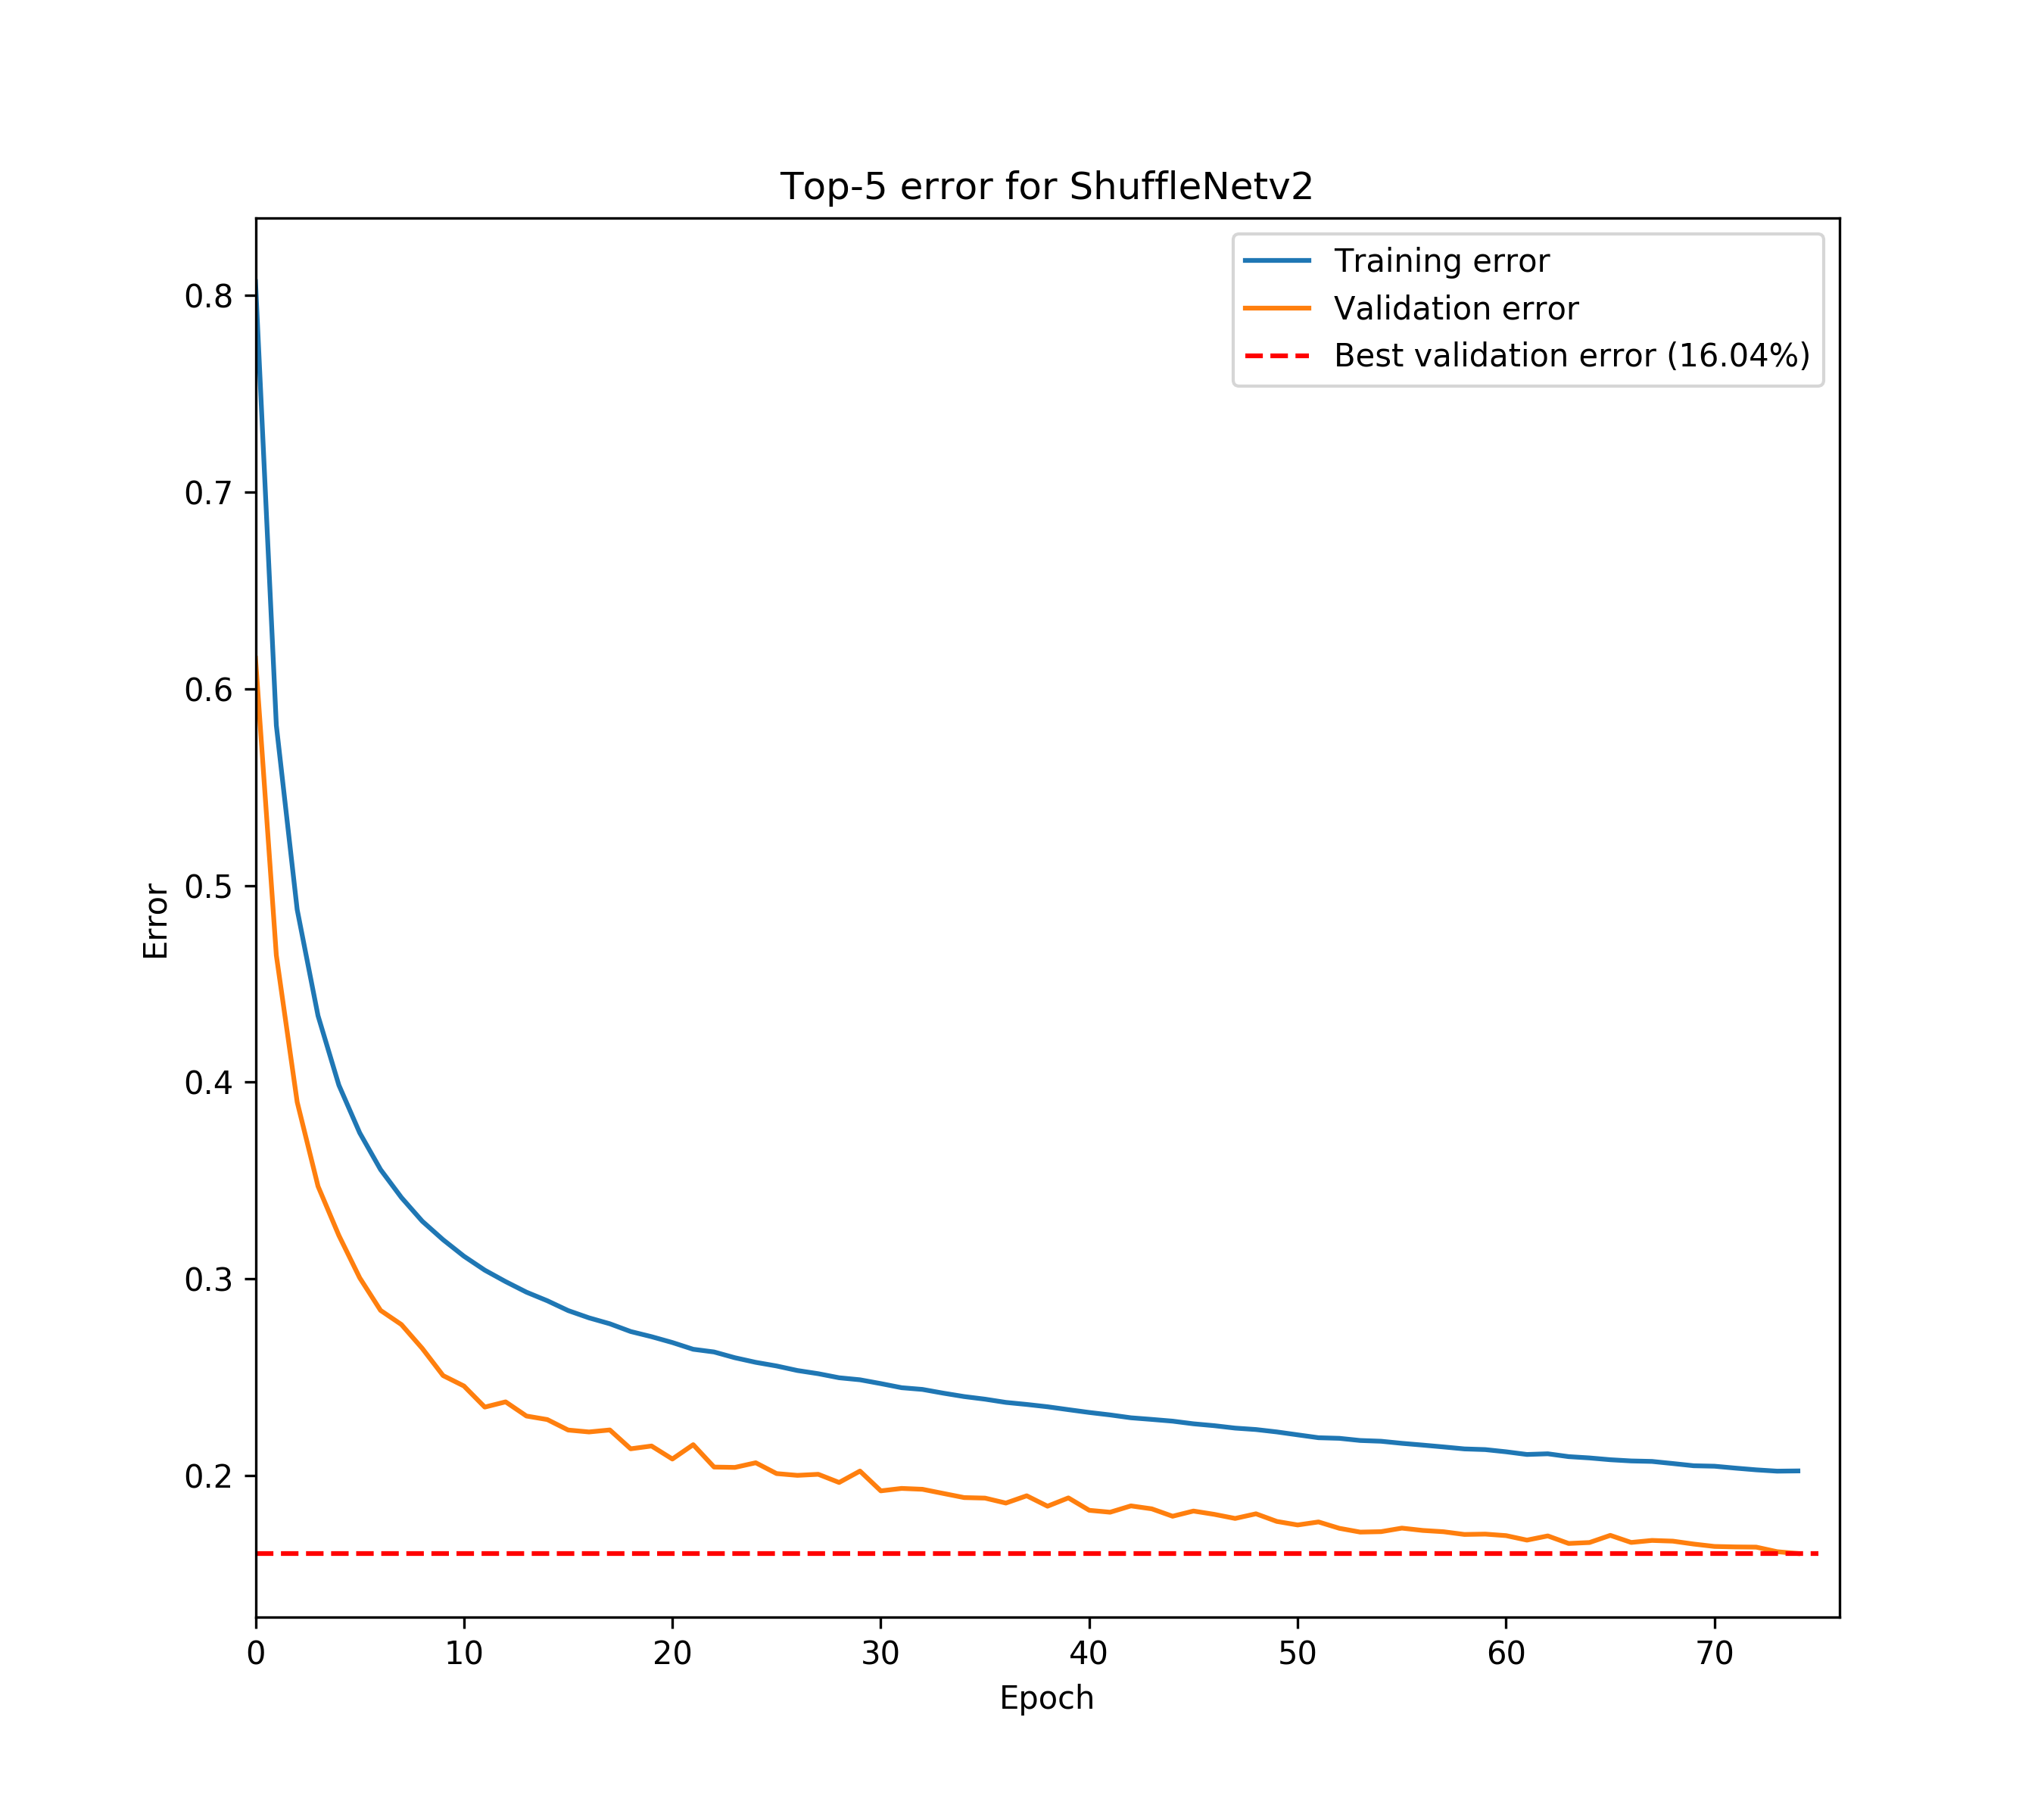 Top-5 error for ShuffleNetv2
Training error
Validation error
Best validation error (16.04%)
0.8
0.7
0.6
0.5
0.4
0.3
0.2
Error
0 10 20 30 40 50 60 70
Epoch